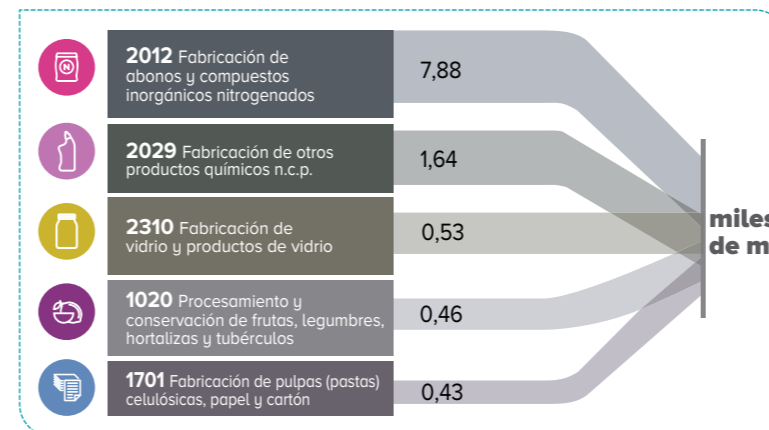 2012 Fabricación de
abonos y compuestos
inorgánicos nitrogenados
7,88
N
2029 Fabricación de otros
productos químicos n.c.p.
1,64
2310 Fabricación de
vidrio y productos de vidrio
0,53
miles
de m
1020 Procesamiento y
conservación de frutas, legumbres,
hortalizas y tubérculos
0,46
1701 Fabricación de pulpas (pastas)
celulósicas, papel y cartón
0,43